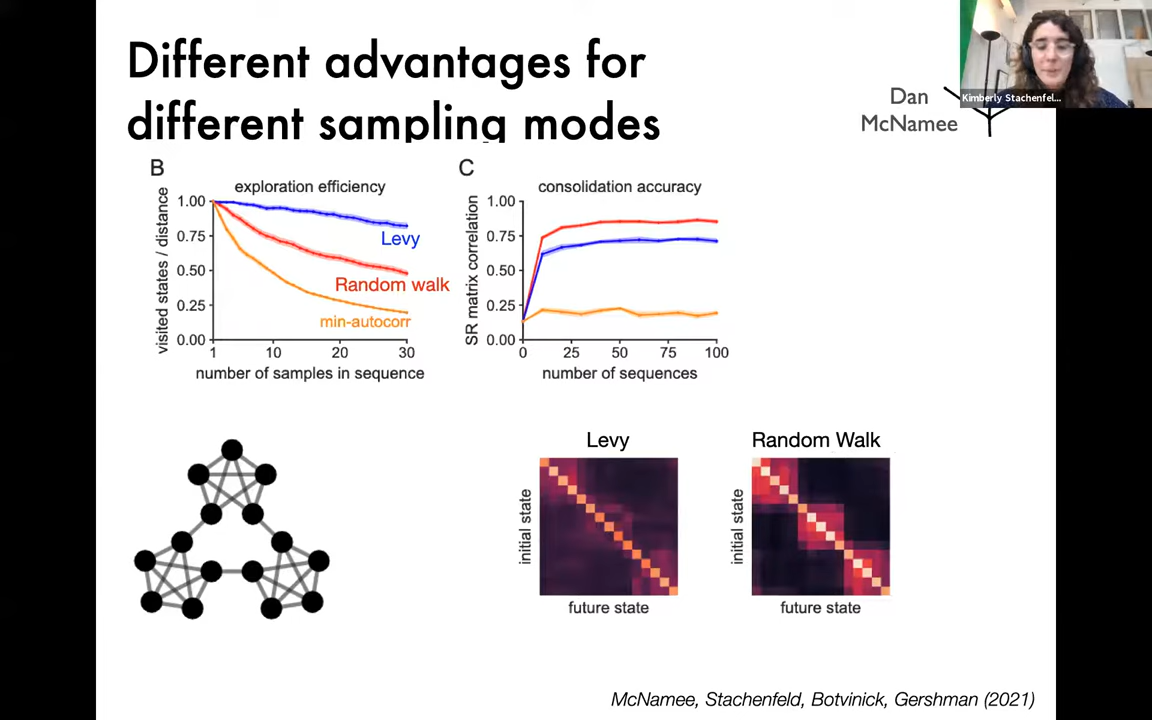 Different advantages for
different sampling modes
Dan
McNamee
Kimberly Stachenfel...
B
exploration efficiency
visited states / distance
1.00
0.75
0.50
0.25
0.00
Levy
Random walk
min-autocorr
1
10
20
30
number of samples in sequence
C
consolidation accuracy
SR matrix correlation
1.00
0.75
0.50
0.25
0.00
0
25
50
75
100
number of sequences
Levy
initial state
future state
Random Walk
initial state
future state
McNamee, Stachenfeld, Botvinick, Gershman (2021)